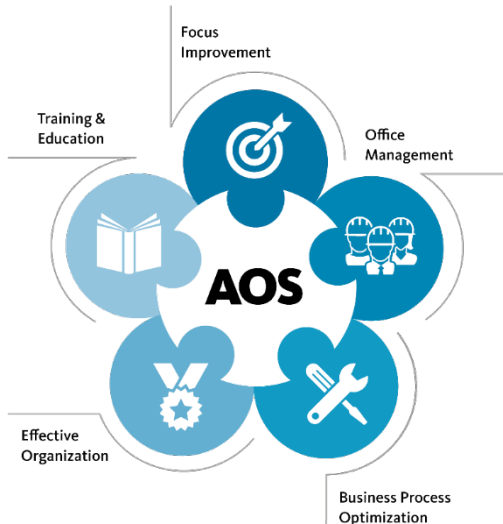 Focus
Improvement
Training &
Education
Office
Management
AOS
Effective
Organization
Business Process
Optimization